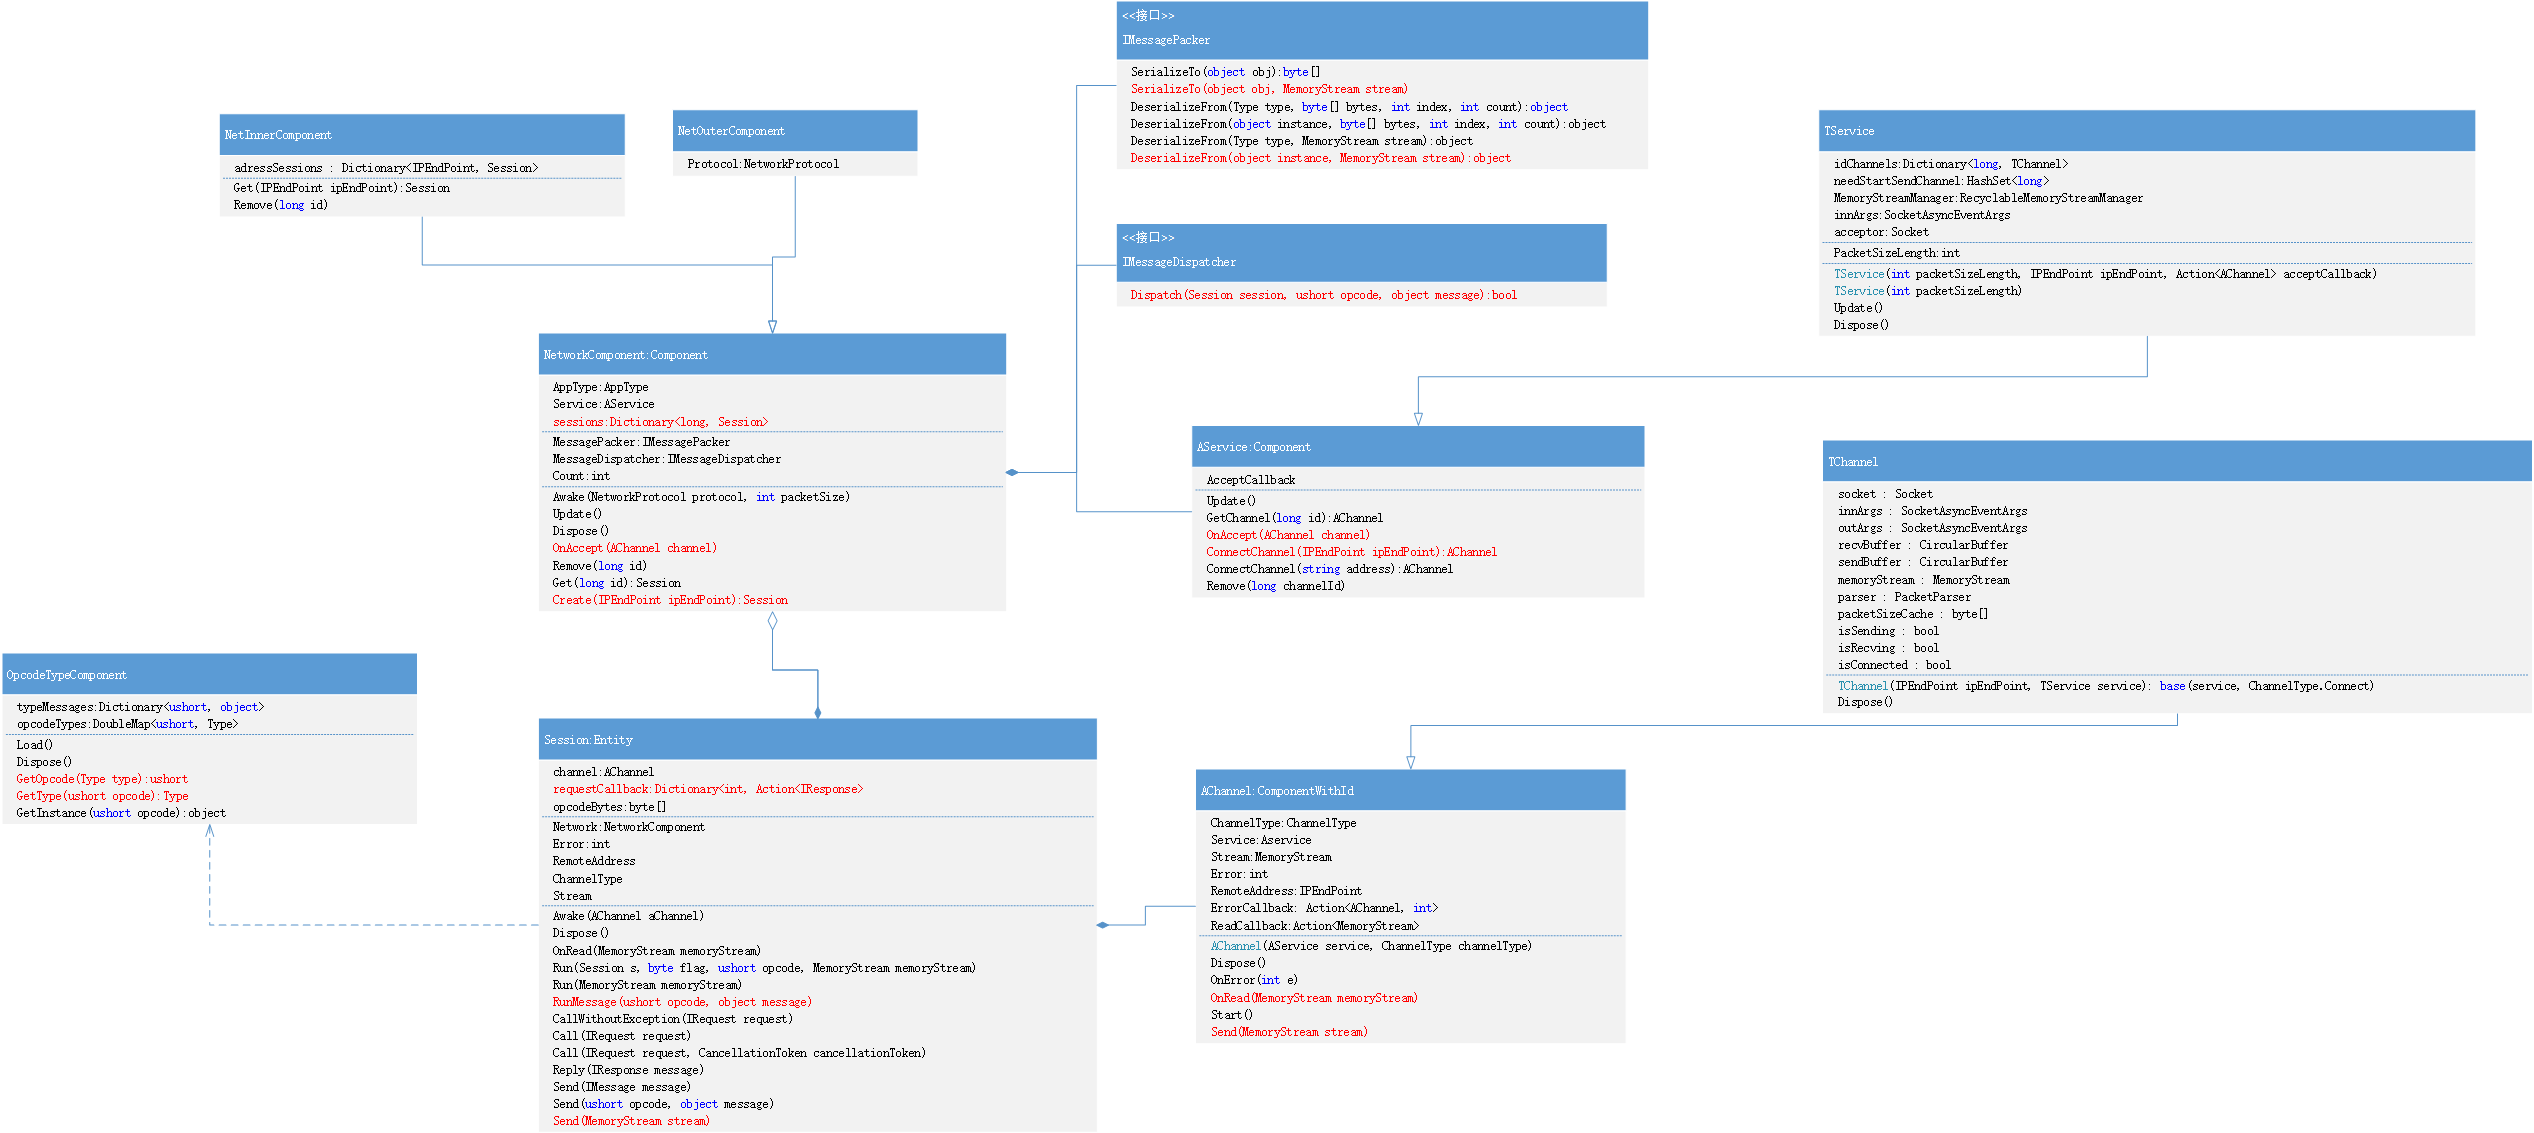 <<接口>>
IMessagePacker
SerializeTo(object obj):byte[]
SerializeTo(object obj, MemoryStream stream)
DeserializeFrom(Type type, byte[] bytes, int index, int count):object
DeserializeFrom(object instance, byte[] bytes, int index, int count):object
DeserializeFrom(Type type, MemoryStream stream):object
DeserializeFrom(object instance, MemoryStream stream):object
NetInnerComponent
adressSessions : Dictionary<IPEndPoint, Session>
Get(IPEndPoint ipEndPoint):Session
Remove(long id)
NetOuterComponent
Protocol:NetworkProtocol
<<接口>>
IMessageDispatcher
Dispatch(Session session, ushort opcode, object message):bool
TService
idChannels:Dictionary<long, TChannel>
needStartSendChannel:HashSet<long>
MemoryStreamManager:RecyclableMemoryStreamManager
innArgs:SocketAsyncEventArgs
acceptor:Socket
PacketSizeLength:int
TService(int packetSizeLength, IPEndPoint ipEndPoint, Action<AChannel> acceptCallback)
TService(int packetSizeLength)
Update()
Dispose()
NetworkComponent:Component
AppType:AppType
Service:AService
sessions:Dictionary<long, Session>
MessagePacker:IMessagePacker
MessageDispatcher:IMessageDispatcher
Count:int
Awake(NetworkProtocol protocol, int packetSize)
Update()
Dispose()
OnAccept(AChannel channel)
Remove(long id)
Get(long id):Session
Create(IPEndPoint ipEndPoint):Session
AService:Component
AcceptCallback
Update()
GetChannel(long id):AChannel
OnAccept(AChannel channel)
ConnectChannel(IPEndPoint ipEndPoint):AChannel
ConnectChannel(string address):AChannel
Remove(long channelId)
TChannel
socket : Socket
innArgs : SocketAsyncEventArgs
outArgs : SocketAsyncEventArgs
recvBuffer : CircularBuffer
sendBuffer : CircularBuffer
memoryStream : MemoryStream
parser : PacketParser
packetSizeCache : byte[]
isSending : bool
isRecving : bool
isConnected : bool
TChannel(IPEndPoint ipEndPoint, TService service): base(service, ChannelType.Connect)
Dispose()
OpcodeTypeComponent
typeMessages:Dictionary<ushort, object>
opcodeTypes:DoubleMap<ushort, Type>
Load()
Dispose()
GetOpcode(Type type):ushort
GetType(ushort opcode):Type
GetInstance(ushort opcode):object
Session:Entity
channel:AChannel
requestCallback:Dictionary<int, Action<IResponse>
opcodeBytes:byte[]
Network:NetworkComponent
Error:int
RemoteAddress
ChannelType
Stream
Awake(AChannel aChannel)
Dispose()
OnRead(MemoryStream memoryStream)
Run(Session s, byte flag, ushort opcode, MemoryStream memoryStream)
Run(MemoryStream memoryStream)
RunMessage(ushort opcode, object message)
CallWithoutException(IRequest request)
Call(IRequest request)
Call(IRequest request, CancellationToken cancellationToken)
Reply(IResponse message)
Send(IMessage message)
Send(ushort opcode, object message)
Send(MemoryStream stream)
AChannel:ComponentWithId
ChannelType:ChannelType
Service:Aservice
Stream:MemoryStream
Error:int
RemoteAddress:IPEndPoint
ErrorCallback: Action<AChannel, int>
ReadCallback:Action<MemoryStream>
AChannel(AService service, ChannelType channelType)
Dispose()
OnError(int e)
OnRead(MemoryStream memoryStream)
Start()
Send(MemoryStream stream)